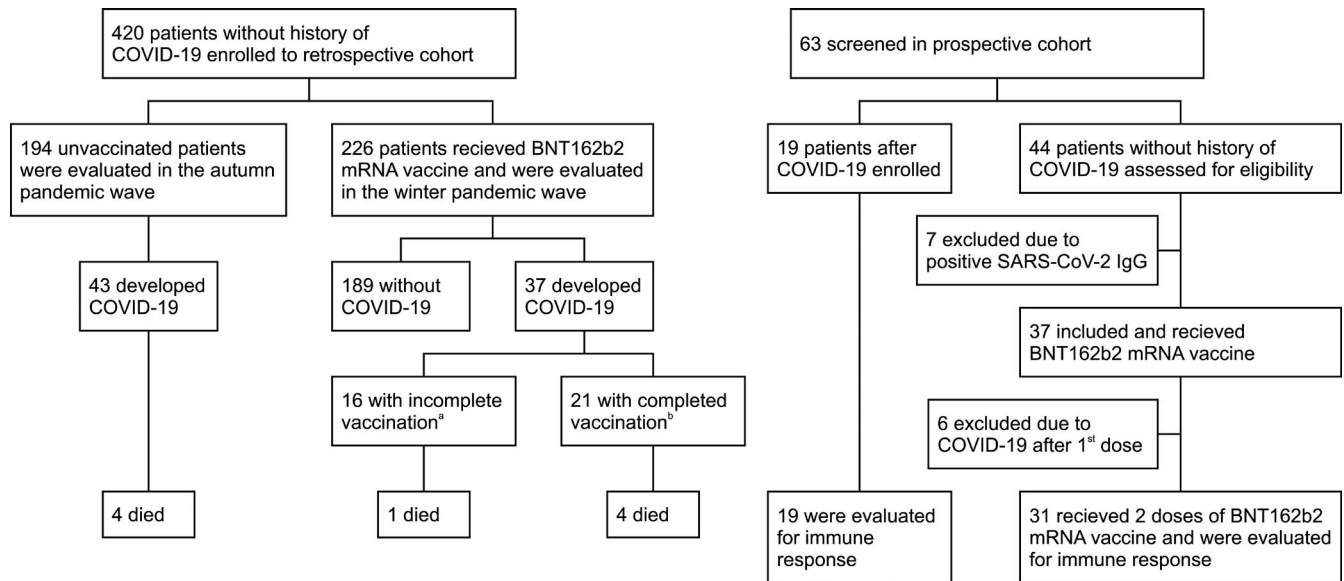 420 patients without history of
COVID-19 enrolled to retrospective cohort
194 unvaccinated patients
were evaluated in the autumn
pandemic wave
226 patients recieved BNT162b2
mRNA vaccine and were evaluated
in the winter pandemic wave
43 developed
COVID-19
189 without
COVID-19
37 developed
COVID-19
16 with incomplete
vaccinationᵃ
21 with completed
vaccinationᵇ
4 died
1 died
4 died
63 screened in prospective cohort
19 patients after
COVID-19 enrolled
44 patients without history of
COVID-19 assessed for eligibility
7 excluded due to
positive SARS-CoV-2 IgG
37 included and recieved
BNT162b2 mRNA vaccine
6 excluded due to
COVID-19 after 1ˢᵗ dose
19 were evaluated
for immune
response
31 recieved 2 doses of BNT162b2
mRNA vaccine and were evaluated
for immune response